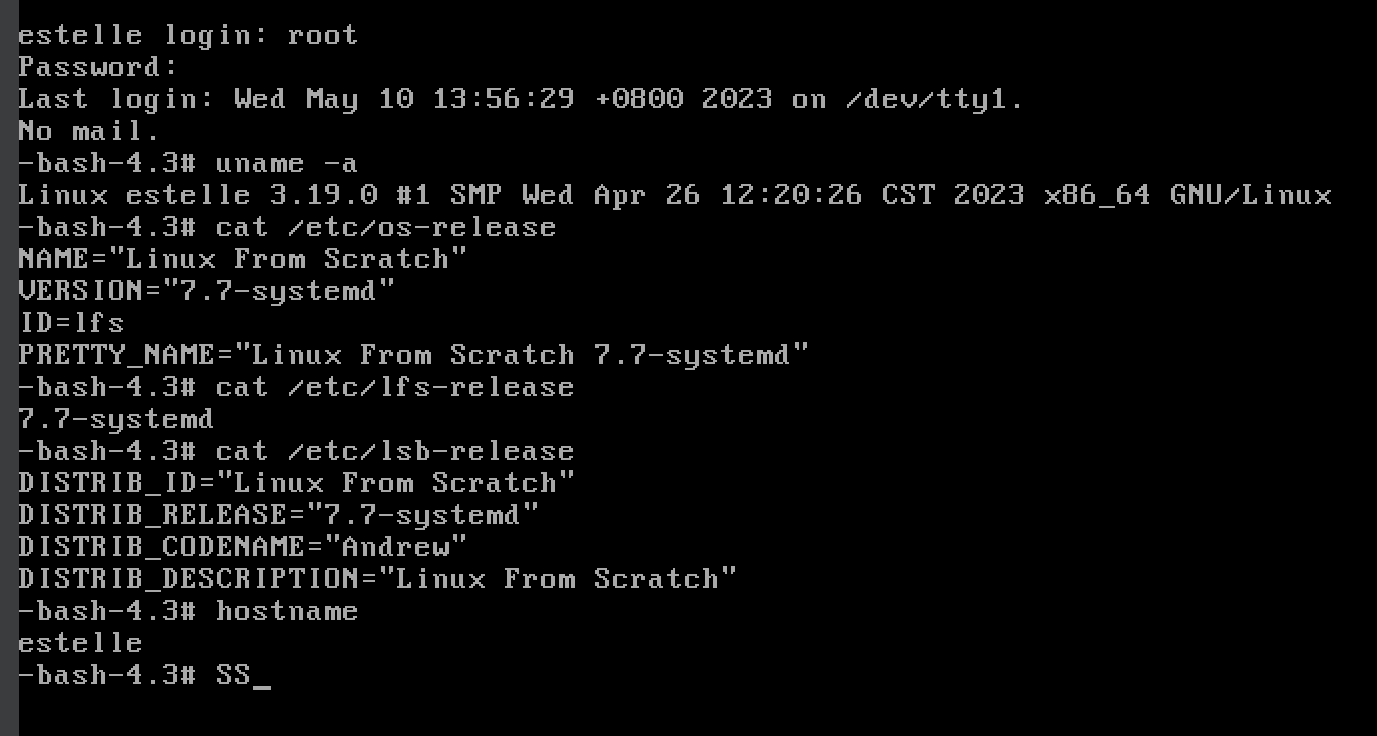 estelle login: root
Password:
Last login: Wed May 10 13:56:29 +0800 2023 on /dev/tty1.
No mail.
-bash-4.3# uname -a
Linux estelle 3.19.0 #1 SMP Wed Apr 26 12:20:26 CST 2023 x86_64 GNU/Linux
-bash-4.3# cat /etc/os-release
NAME="Linux From Scratch"
VERSION="7.7-systemd"
ID=lfs
PRETTY_NAME="Linux From Scratch 7.7-systemd"
-bash-4.3# cat /etc/lfs-release
7.7-systemd
-bash-4.3# cat /etc/lsb-release
DISTRIB_ID="Linux From Scratch"
DISTRIB_RELEASE="7.7-systemd"
DISTRIB_CODENAME="Andrew"
DISTRIB_DESCRIPTION="Linux From Scratch"
-bash-4.3# hostname
estelle
-bash-4.3# SS_